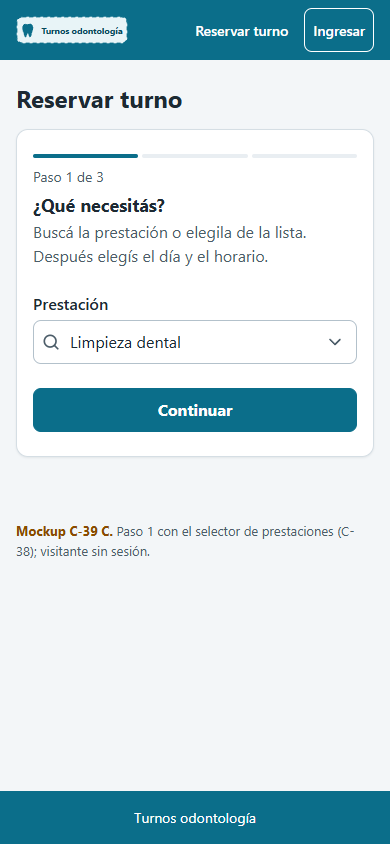 Turnos odontología
Reservar turno
Ingresar
Reservar turno
Paso 1 de 3
¿Qué necesitás?
Buscá la prestación o elegila de la lista.
Después elegís el día y el horario.
Prestación
Limpieza dental
Continuar
Mockup C-39 C. Paso 1 con el selector de prestaciones (C-
38); visitante sin sesión.
Turnos odontología